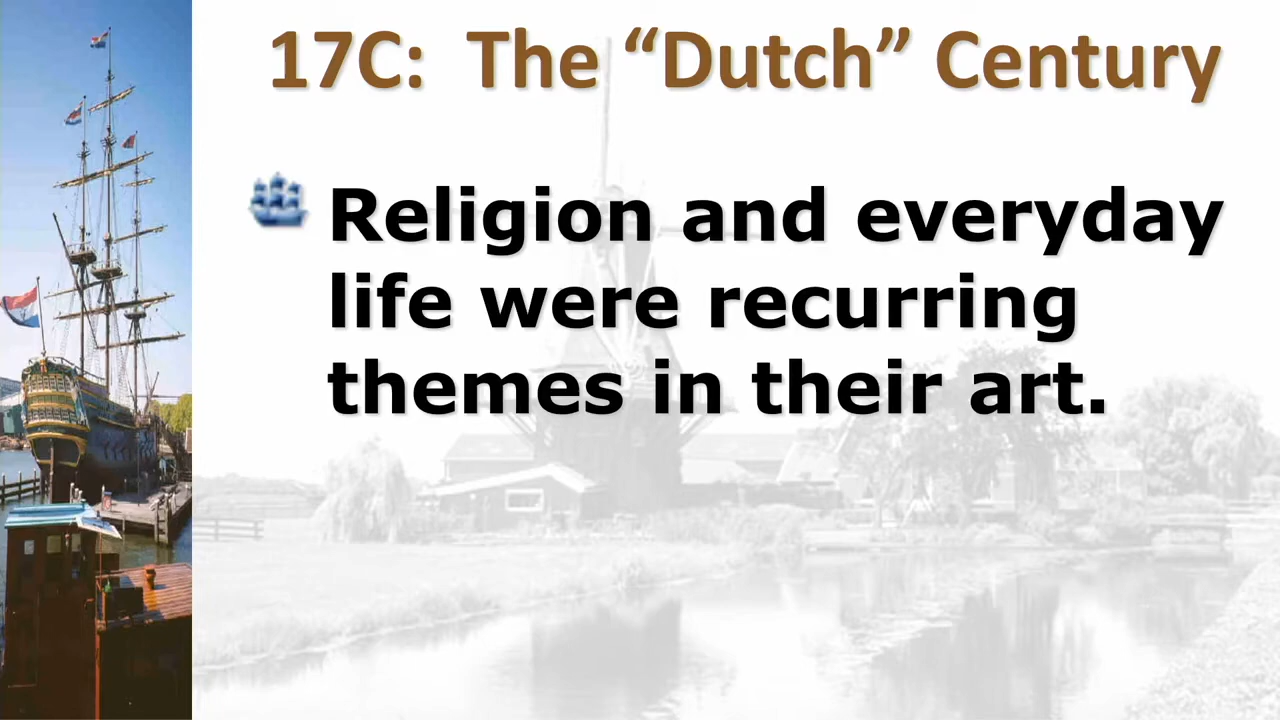 17C: The “Dutch” Century
Religion and everyday
life were recurring
themes in their art.